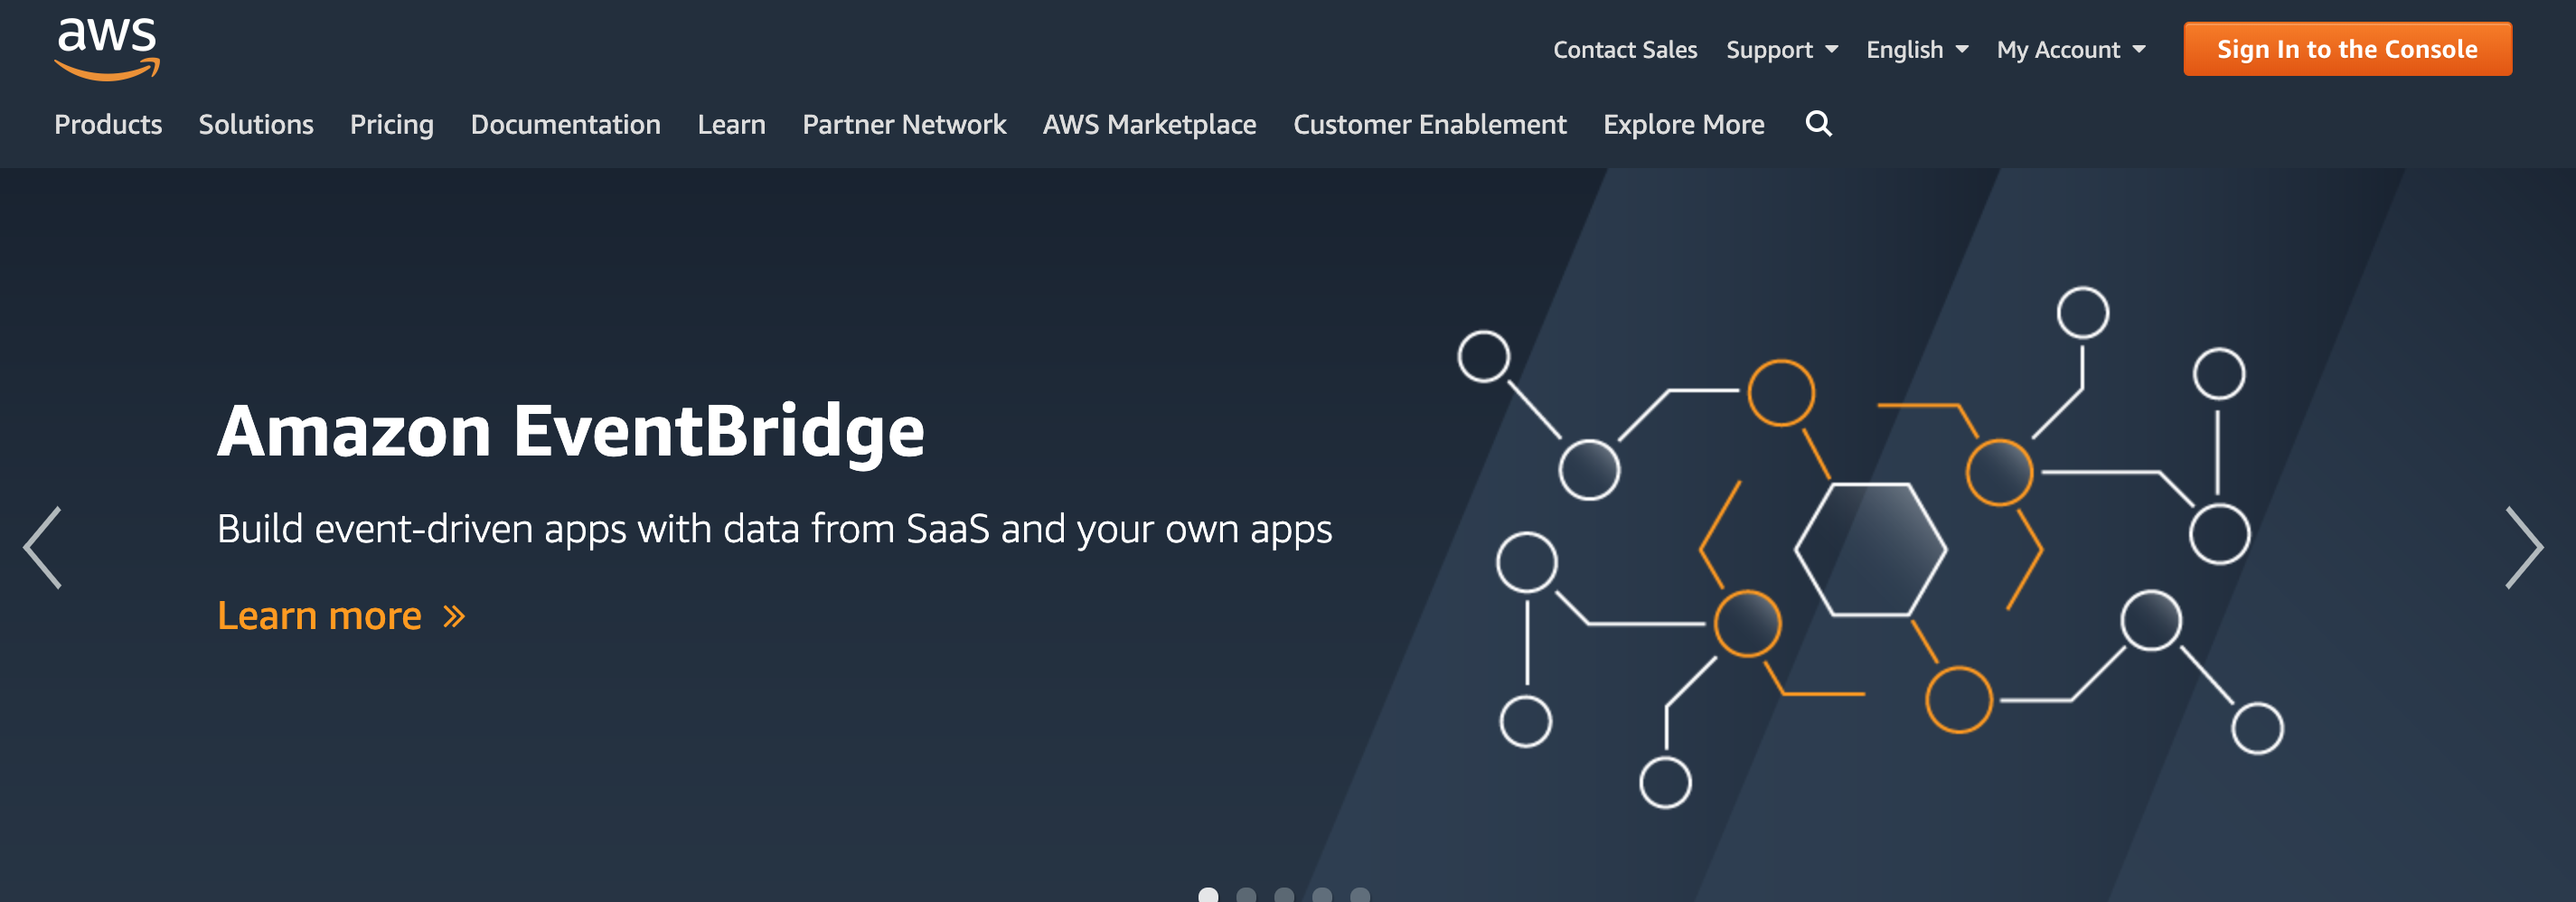 aws
Contact Sales Support English My Account Sign In to the Console
Products Solutions Pricing Documentation Learn Partner Network AWS Marketplace Customer Enablement Explore More
Amazon EventBridge
Build event-driven apps with data from SaaS and your own apps
Learn more »